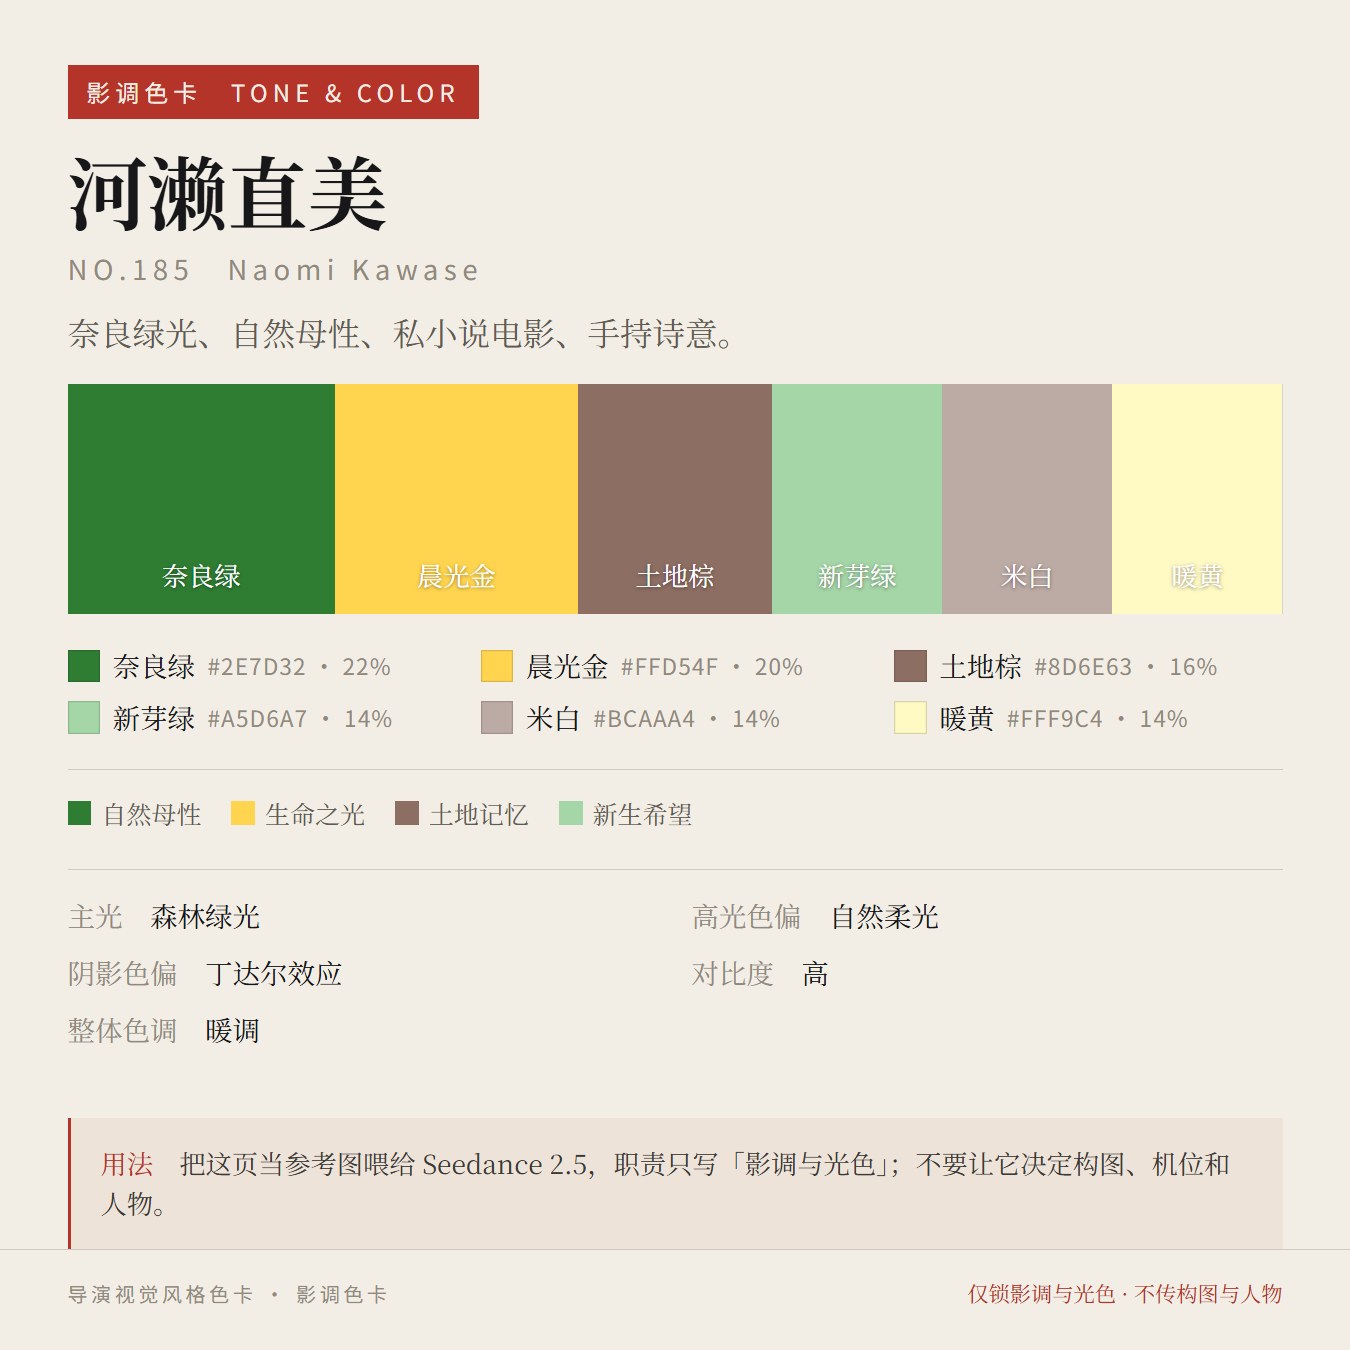 影调色卡 TONE & COLOR
河濑直美
NO.185 Naomi Kawase
奈良绿光、自然母性、私小说电影、手持诗意。
奈良绿 晨光金 土地棕 新芽绿 米白 暖黄
奈良绿 #2E7D32 · 22% 晨光金 #FFD54F · 20% 土地棕 #8D6E63 · 16%
新芽绿 #A5D6A7 · 14% 米白 #BCAAA4 · 14% 暖黄 #FFF9C4 · 14%
自然母性 生命之光 土地记忆 新生希望
主光 森林绿光 高光色偏 自然柔光
阴影色偏 丁达尔效应 对比度 高
整体色调 暖调
用法 把这页当参考图喂给 Seedance 2.5，职责只写「影调与光色」；不要让它决定构图、机位和
人物。
导演视觉风格色卡 · 影调色卡 仅锁影调与光色 · 不传构图与人物